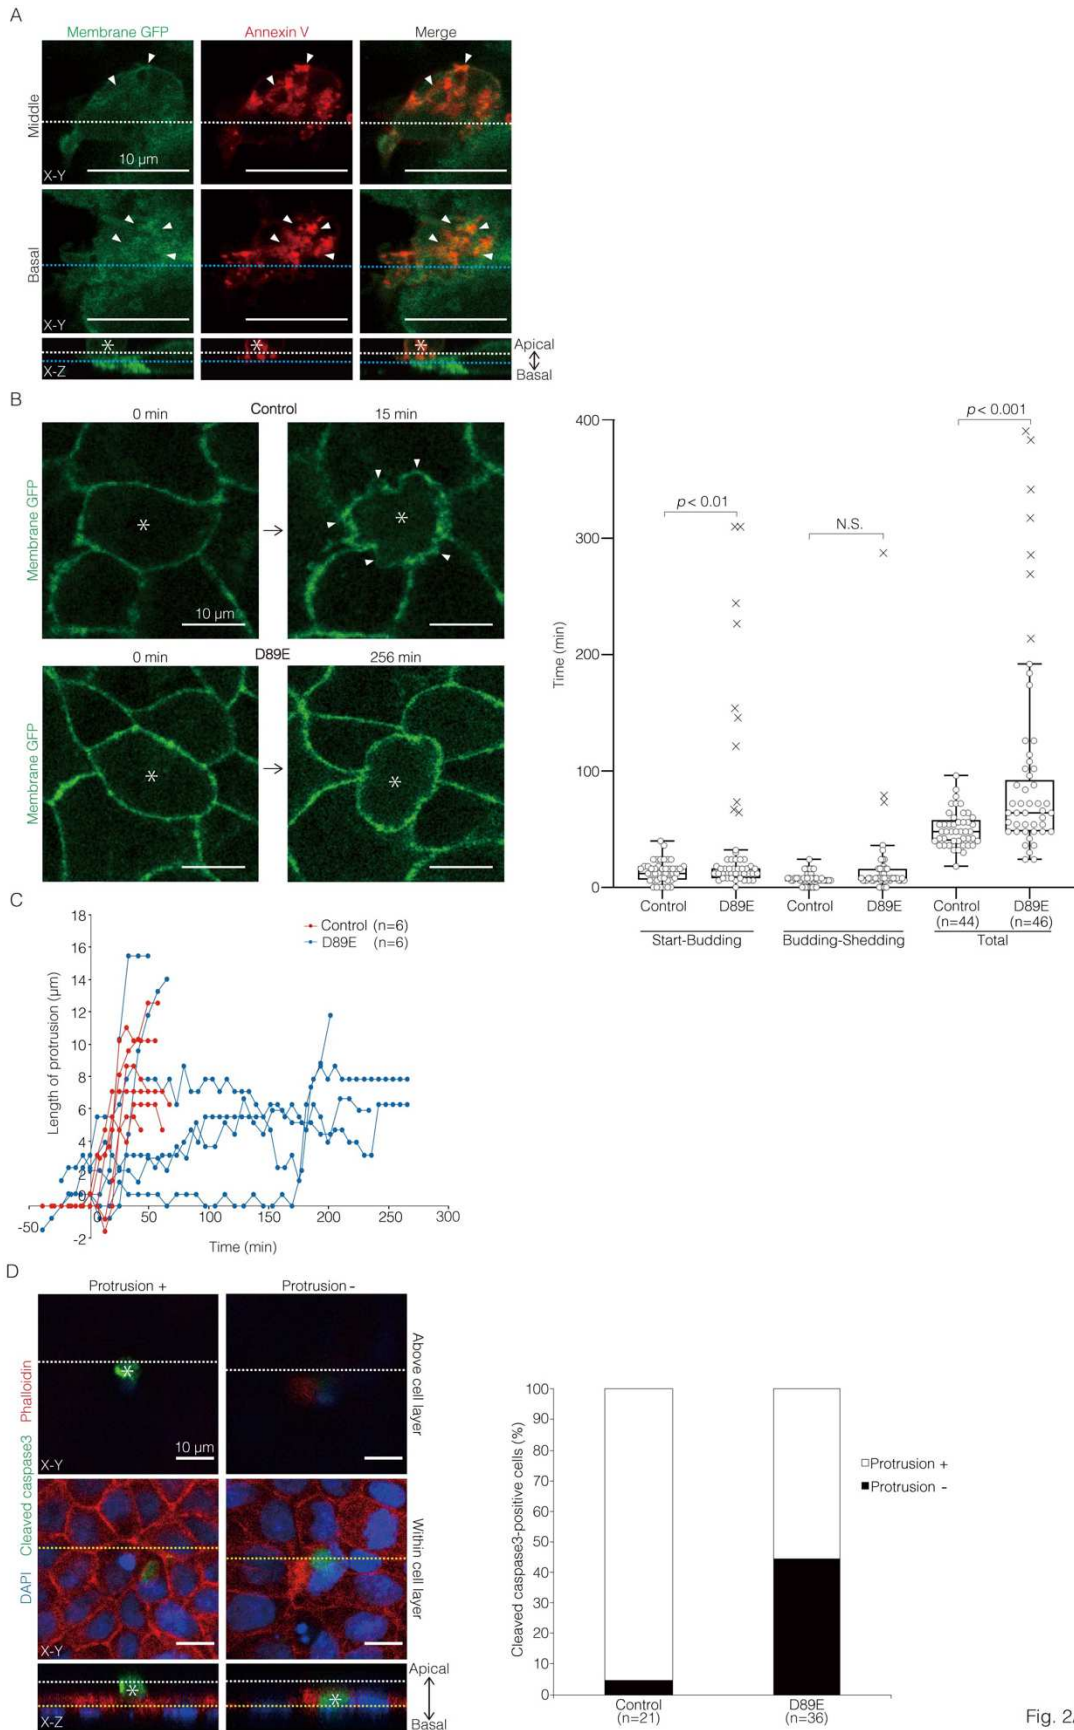 A
Membrane GFP
Annexin V
Merge
Middle
10 µm
X-Y
Basal
X-Y
X-Z
Apical
Basal
B
0 min
Control
15 min
Membrane GFP
10 µm
0 min
D89E
256 min
Membrane GFP
400
300
200
100
0
Time (min)
p< 0.01
N.S.
p< 0.001
Control
D89E
Control
D89E
Control
(n=44)
D89E
(n=46)
Start-Budding
Budding-Shedding
Total
C
18
16
14
12
10
8
6
4
2
0
-2
Length of protrusion (µm)
Control (n=6)
D89E (n=6)
-50
50
100
150
200
250
300
Time (min)
D
Protrusion +
Protrusion -
DAPI Cleaved caspase3 Phalloidin
10 µm
X-Y
Above cell layer
X-Y
Within cell layer
X-Z
Apical
Basal
100
90
80
70
60
50
40
30
20
10
0
Cleaved caspase3-positive cells (%)
Protrusion +
Protrusion -
Control
(n=21)
D89E
(n=36)